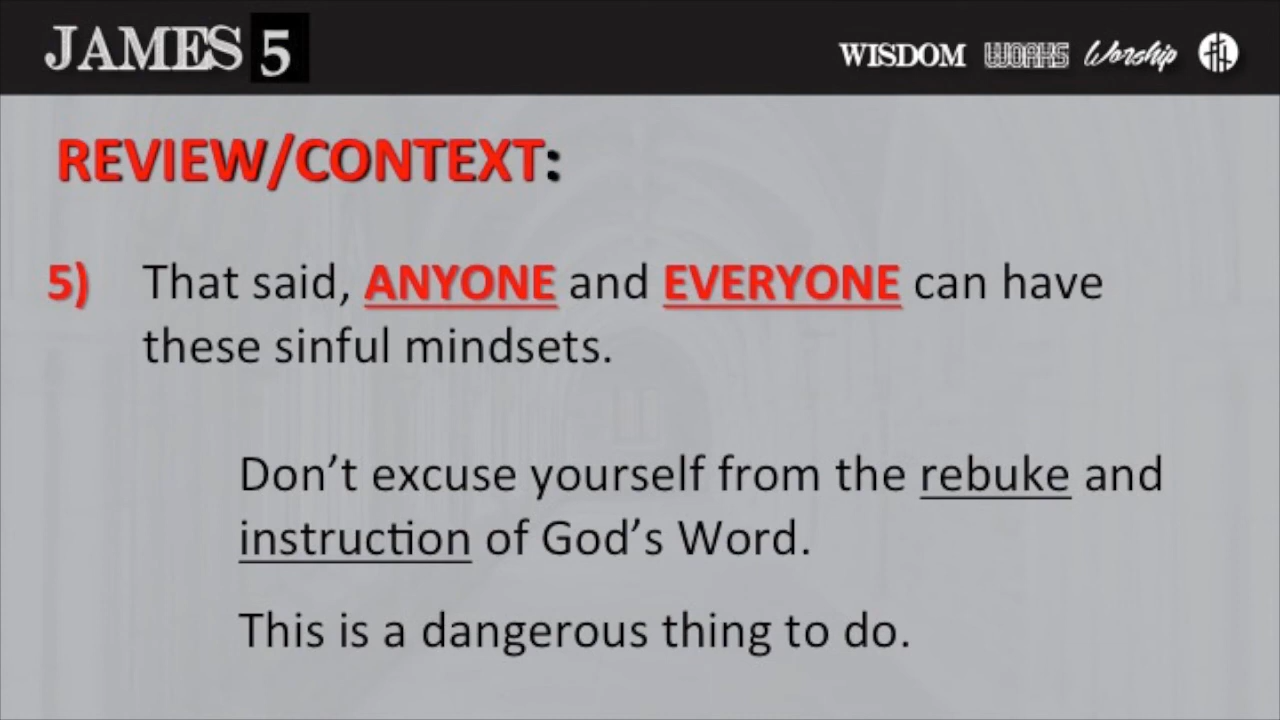 JAMES 5
WISDOM WORKS Worship
REVIEW/CONTEXT:
5) That said, ANYONE and EVERYONE can have
these sinful mindsets.
Don’t excuse yourself from the rebuke and
instruction of God’s Word.
This is a dangerous thing to do.